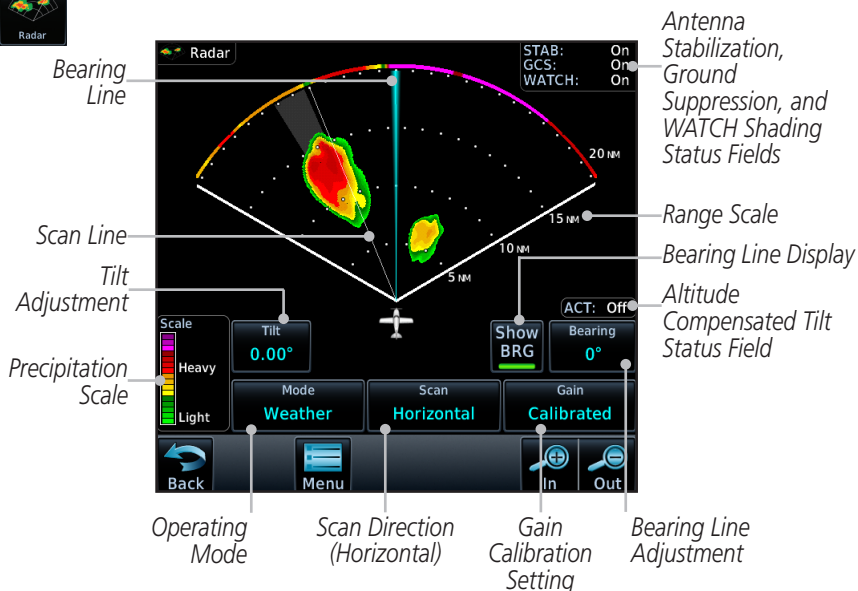 Radar
Radar
STAB: On
GCS: On
WATCH: On
Antenna
Stabilization,
Ground
Suppression, and
WATCH Shading
Status Fields
Bearing
Line
20 NM
15 NM
Range Scale
Scan Line
10 NM
Bearing Line Display
5 NM
Tilt
Adjustment
ACT: Off
Altitude
Compensated Tilt
Status Field
Scale
Heavy
Light
Tilt
0.00°
Show
BRG
Bearing
0°
Precipitation
Scale
Mode
Weather
Scan
Horizontal
Gain
Calibrated
Back
Menu
In
Out
Operating
Mode
Scan Direction
(Horizontal)
Gain
Calibration
Setting
Bearing Line
Adjustment